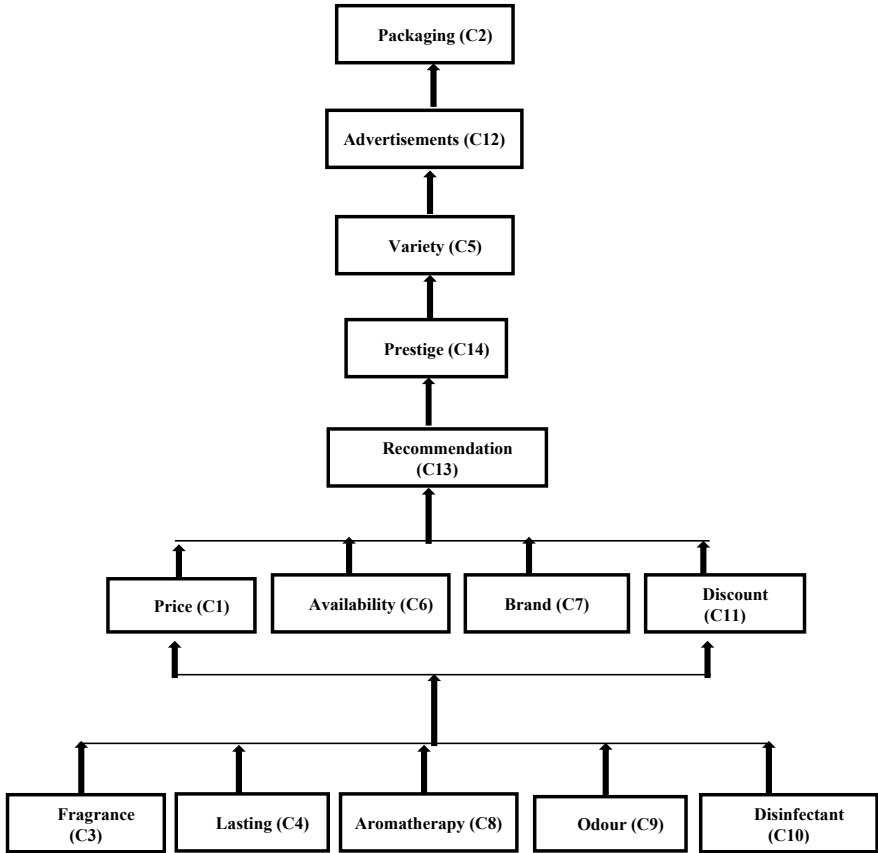 Packaging (C2)
Advertisements (C12)
Variety (C5)
Prestige (C14)
Recommendation
(C13)
Price (C1)
Availability (C6)
Brand (C7)
Discount
(C11)
Fragrance
(C3)
Lasting (C4)
Aromatherapy (C8)
Odour (C9)
Disinfectant
(C10)